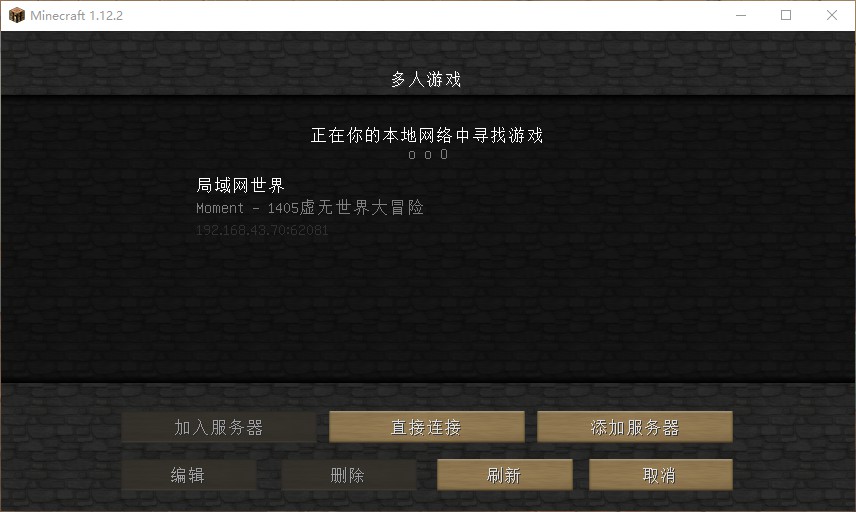 Minecraft 1.12.2
多人游戏
正在你的本地网络中寻找游戏
o o O
局域网世界
Moment - 1405虚无世界大冒险
192.168.43.70:62081
加入服务器 直接连接 添加服务器
编辑 删除 刷新 取消